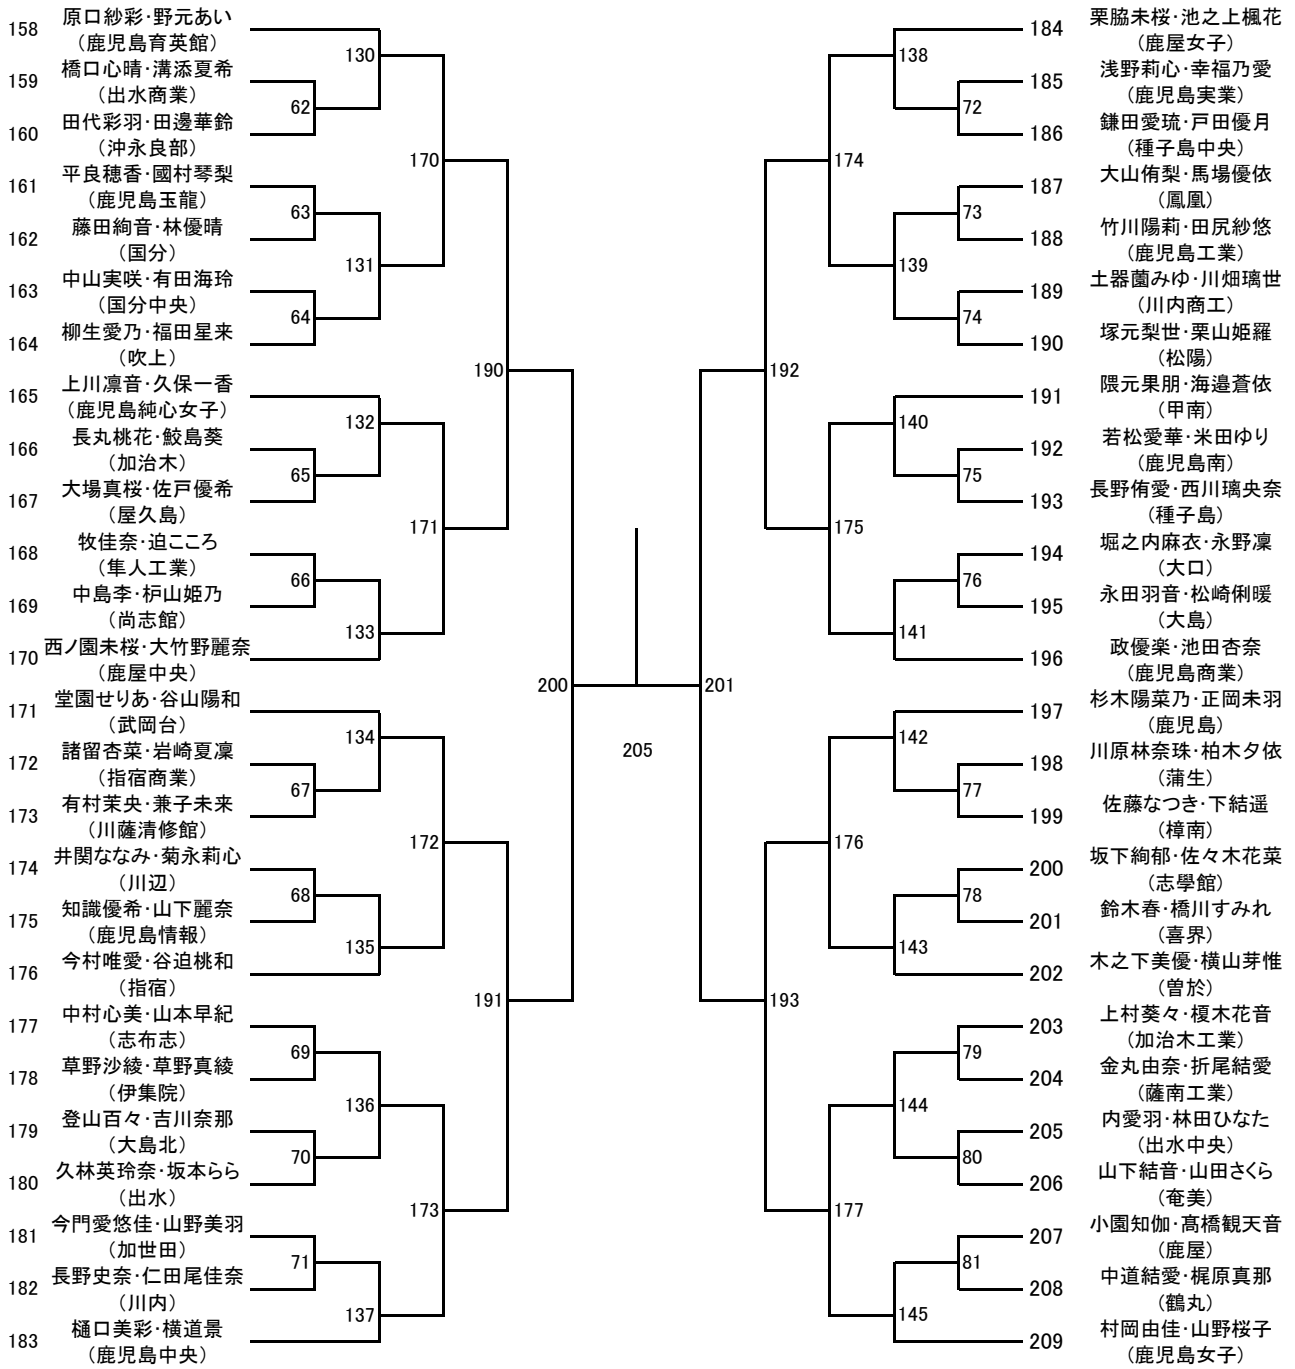 158 原口紗彩･野元あい
(鹿児島育英館)
159 橋口心晴･溝添夏希
(出水商業)
160 田代彩羽･田邊華鈴
(沖永良部)
161 平良穂香･國村琴梨
(鹿児島玉龍)
162 藤田絢音･林優晴
(国分)
163 中山実咲･有田海玲
(国分中央)
164 柳生愛乃･福田星来
(吹上)
165 上川凛音･久保一香
(鹿児島純心女子)
166 長丸桃花･鮫島葵
(加治木)
167 大場真桜･佐戸優希
(屋久島)
168 牧佳奈･迫こころ
(隼人工業)
169 中島李･枦山姫乃
(尚志館)
170 西ノ園未桜･大竹野麗奈
(鹿屋中央)
171 堂園せりあ･谷山陽和
(武岡台)
172 諸留杏菜･岩崎夏凜
(指宿商業)
173 有村茉央･兼子未来
(川薩清修館)
174 井関ななみ･菊永莉心
(川辺)
175 知識優希･山下麗奈
(鹿児島情報)
176 今村唯愛･谷迫桃和
(指宿)
177 中村心美･山本早紀
(志布志)
178 草野沙綾･草野真綾
(伊集院)
179 登山百々･吉川奈那
(大島北)
180 久林英玲奈･坂本らら
(出水)
181 今門愛悠佳･山野美羽
(加世田)
182 長野史奈･仁田尾佳奈
(川内)
183 樋口美彩･横道景
(鹿児島中央)
62
63
64
65
66
67
68
69
70
71
130
131
132
133
134
135
136
137
170
171
172
173
190
191
200
205
201
192
193
174
175
176
177
138
139
140
141
142
143
144
145
72
73
74
75
76
77
78
79
80
81
184 栗脇未桜･池之上楓花
(鹿屋女子)
185 浅野莉心･幸福乃愛
(鹿児島実業)
186 鎌田愛琉･戸田優月
(種子島中央)
187 大山侑梨･馬場優依
(鳳凰)
188 竹川陽莉･田尻紗悠
(鹿児島工業)
189 土器薗みゆ･川畑璃世
(川内商工)
190 塚元梨世･栗山姫羅
(松陽)
191 隈元果朋･海邉蒼依
(甲南)
192 若松愛華･米田ゆり
(鹿児島南)
193 長野侑愛･西川璃央奈
(種子島)
194 堀之内麻衣･永野凜
(大口)
195 永田羽音･松崎俐暖
(大島)
196 政優楽･池田杏奈
(鹿児島商業)
197 杉木陽菜乃･正岡未羽
(鹿児島)
198 川原林奈珠･柏木夕依
(蒲生)
199 佐藤なつき･下結遥
(樟南)
200 坂下絢郁･佐々木花菜
(志學館)
201 鈴木春･橋川すみれ
(喜界)
202 木之下美優･横山芽惟
(曽於)
203 上村葵々･榎木花音
(加治木工業)
204 金丸由奈･折尾結愛
(薩南工業)
205 内愛羽･林田ひなた
(出水中央)
206 山下結音･山田さくら
(奄美)
207 小園知伽･髙橋観天音
(鹿屋)
208 中道結愛･梶原真那
(鶴丸)
209 村岡由佳･山野桜子
(鹿児島女子)